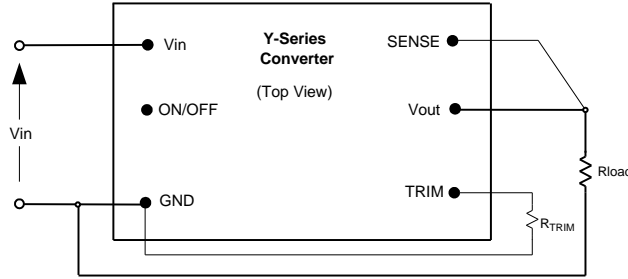 Y-Series
Converter
(Top View)
Vin
SENSE
ON/OFF
Vout
Vin
Rload
GND
TRIM
RTRIM